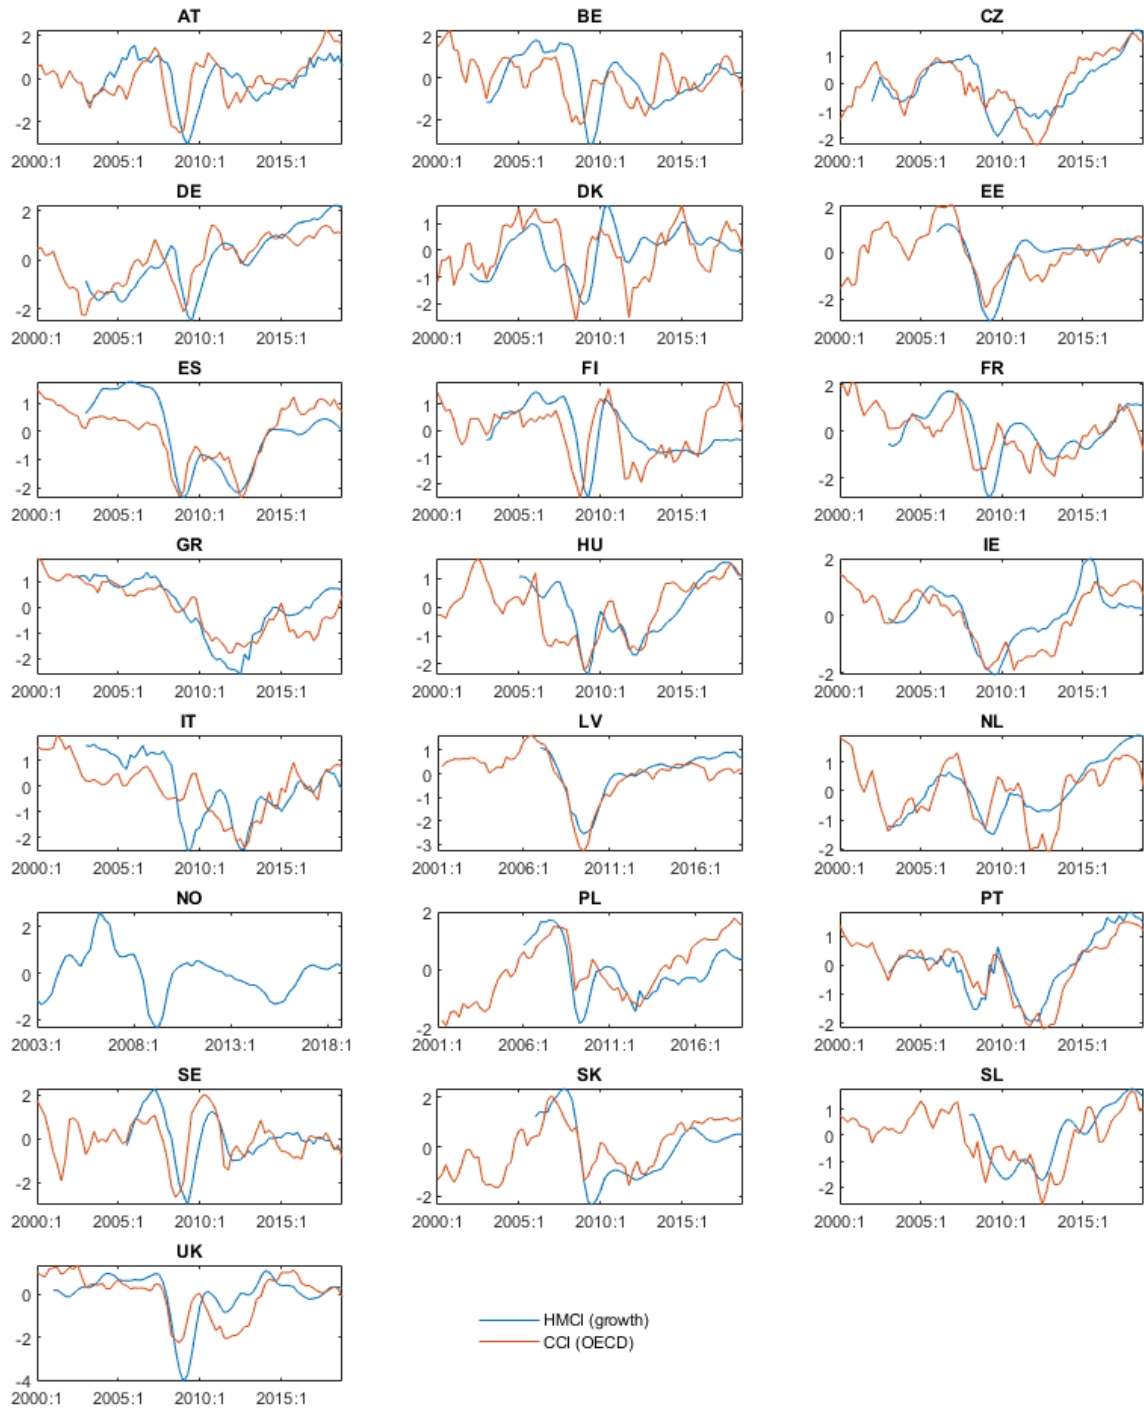 AT BE CZ
2 1 0 -1 -2 2000:1 2005:1 2010:1 2015:1
2 0 -2 2000:1 2005:1 2010:1 2015:1
2 0 -2 2000:1 2005:1 2010:1 2015:1
DE DK EE
2 0 -2 2000:1 2005:1 2010:1 2015:1
1 0 -1 -2 2000:1 2005:1 2010:1 2015:1
2 0 -2 2000:1 2005:1 2010:1 2015:1
ES FI FR
1 0 -1 -2 2000:1 2005:1 2010:1 2015:1
1 0 -1 -2 2000:1 2005:1 2010:1 2015:1
2 0 -2 2000:1 2005:1 2010:1 2015:1
GR HU IE
1 0 -1 -2 2000:1 2005:1 2010:1 2015:1
1 0 -1 -2 2000:1 2005:1 2010:1 2015:1
2 0 -2 2000:1 2005:1 2010:1 2015:1
IT LV NL
1 0 -1 -2 2000:1 2005:1 2010:1 2015:1
1 0 -1 -2 -3 2001:1 2006:1 2011:1 2016:1
1 0 -1 -2 2000:1 2005:1 2010:1 2015:1
NO PL PT
2 0 -2 2003:1 2008:1 2013:1 2018:1
2 0 -2 2001:1 2006:1 2011:1 2016:1
1 0 -1 -2 2000:1 2005:1 2010:1 2015:1
SE SK SL
2 0 -2 2000:1 2005:1 2010:1 2015:1
2 0 -2 2000:1 2005:1 2010:1 2015:1
1 0 -1 -2 2000:1 2005:1 2010:1 2015:1
UK
0 -2 -4 2000:1 2005:1 2010:1 2015:1
HMCI (growth)
CCI (OECD)